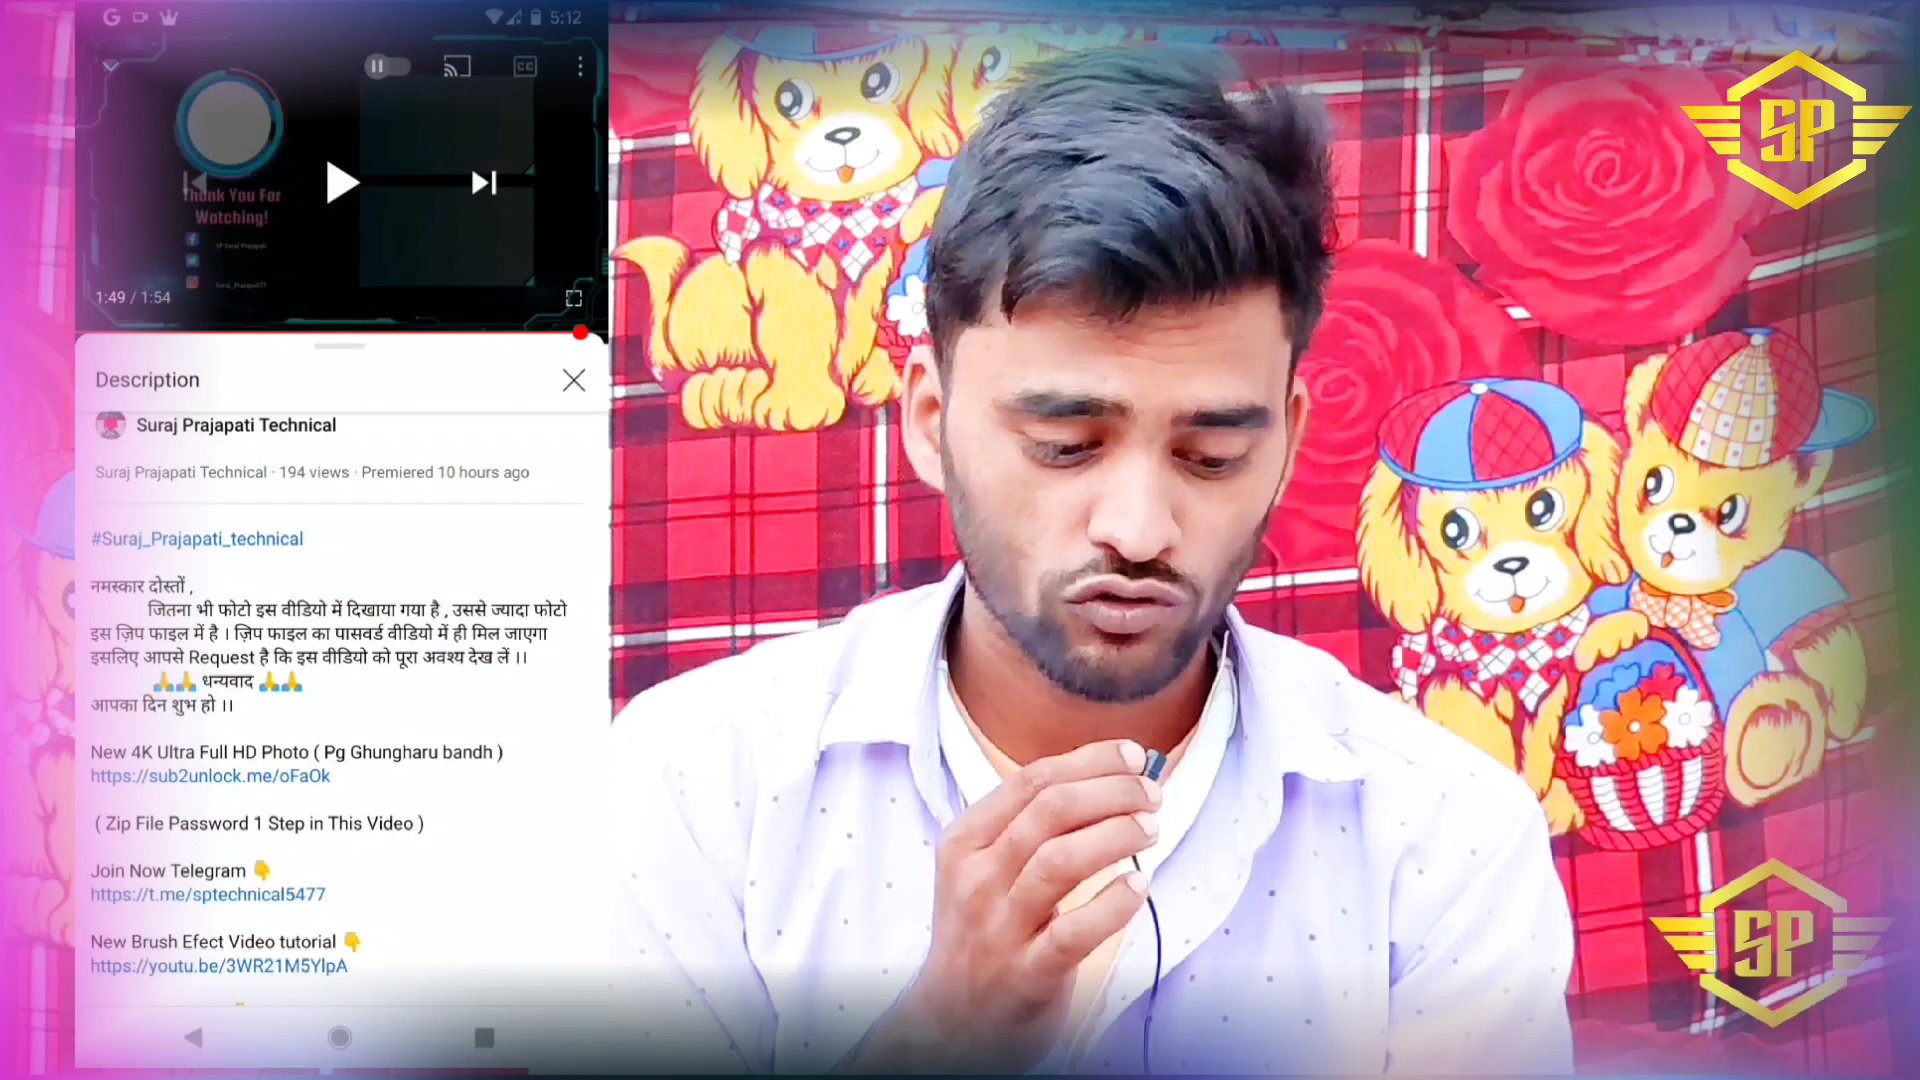 5:12
CC
Thank You For
Watching!
SP Suraj Prajapati
1:49 / 1:54
Description
Suraj Prajapati Technical
Suraj Prajapati Technical · 194 views · Premiered 10 hours ago
#Suraj_Prajapati_technical
नमस्कार दोस्तों ,
जितना भी फोटो इस वीडियो में दिखाया गया है , उससे ज्यादा फोटो
इस ज़िप फाइल में है । ज़िप फाइल का पासवर्ड वीडियो में ही मिल जाएगा
इसलिए आपसे Request है कि इस वीडियो को पूरा अवश्य देख लें ।।
🙏🙏 धन्यवाद 🙏🙏
आपका दिन शुभ हो ।।
New 4K Ultra Full HD Photo ( Pg Ghungharu bandh )
https://sub2unlock.me/oFaOk
( Zip File Password 1 Step in This Video )
Join Now Telegram 👇
https://t.me/sptechnical5477
New Brush Efect Video tutorial 👇
https://youtu.be/3WR21M5YlpA
SP
SP